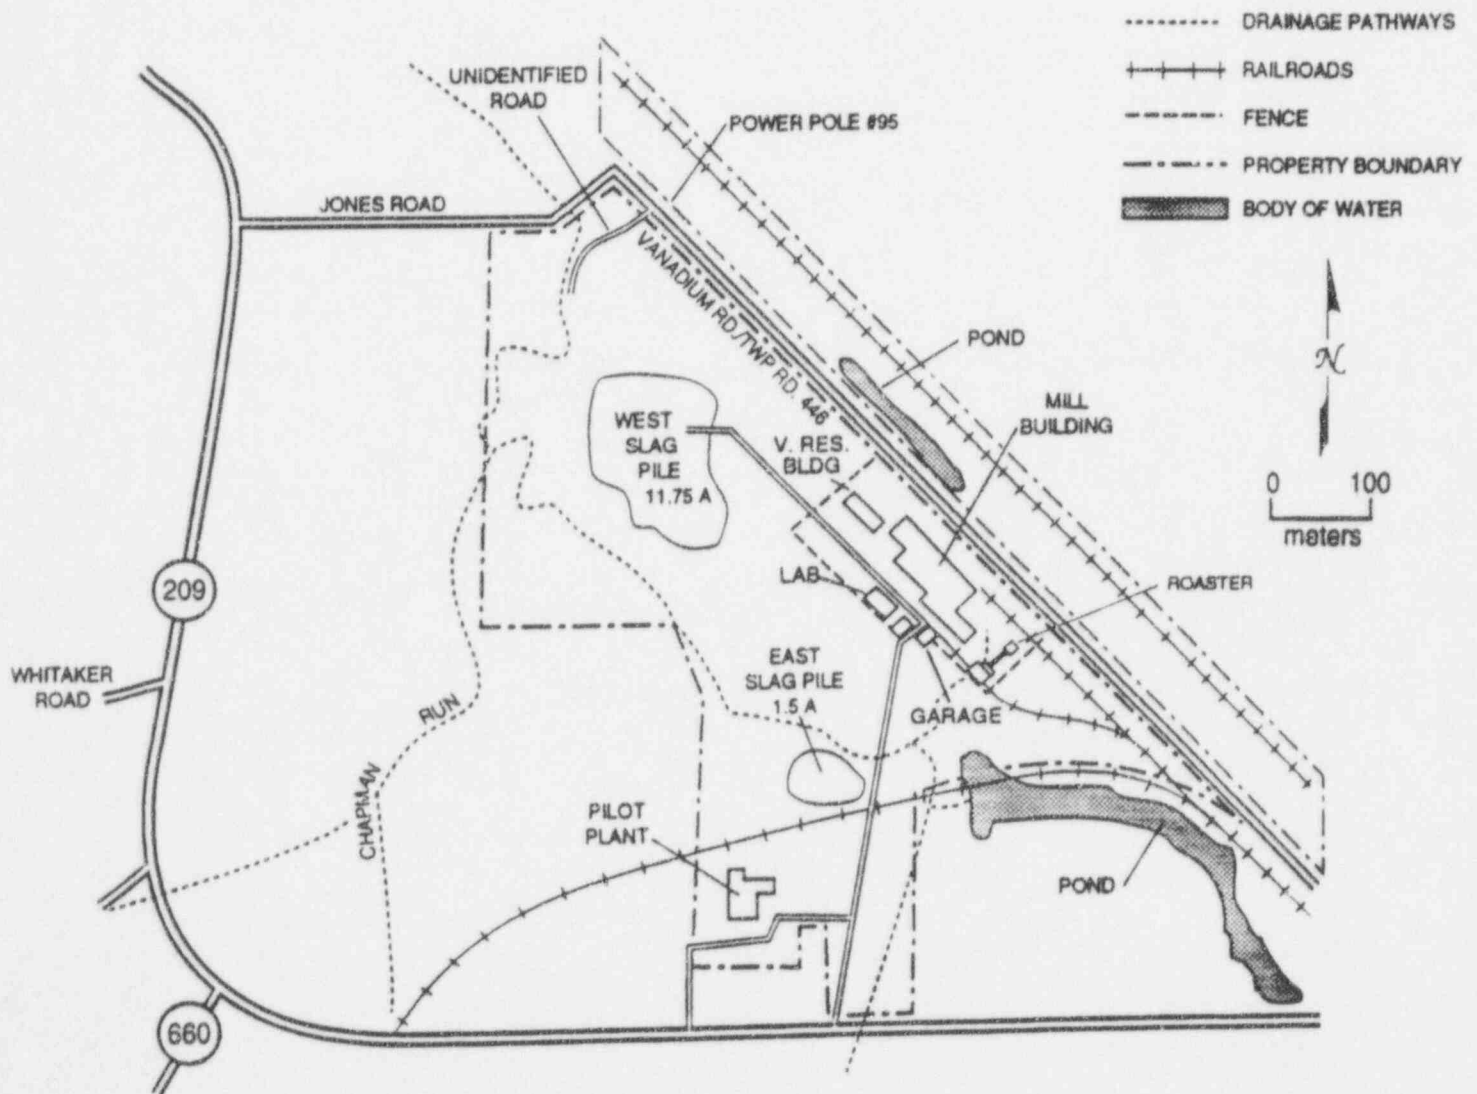 DRAINAGE PATHWAYS
RAILROADS
FENCE
PROPERTY BOUNDARY
BODY OF WATER
UNIDENTIFIED
ROAD
POWER POLE #95
JONES ROAD
VANADIUM RD./TWP RD. 446
POND
N
MILL
BUILDING
WEST
SLAG
PILE
11.75 A
V. RES.
BLDG
0 100
meters
LAB
ROASTER
209
WHITAKER
ROAD
EAST
SLAG PILE
1.5 A
GARAGE
CHAPMAN RUN
PILOT
PLANT
POND
660